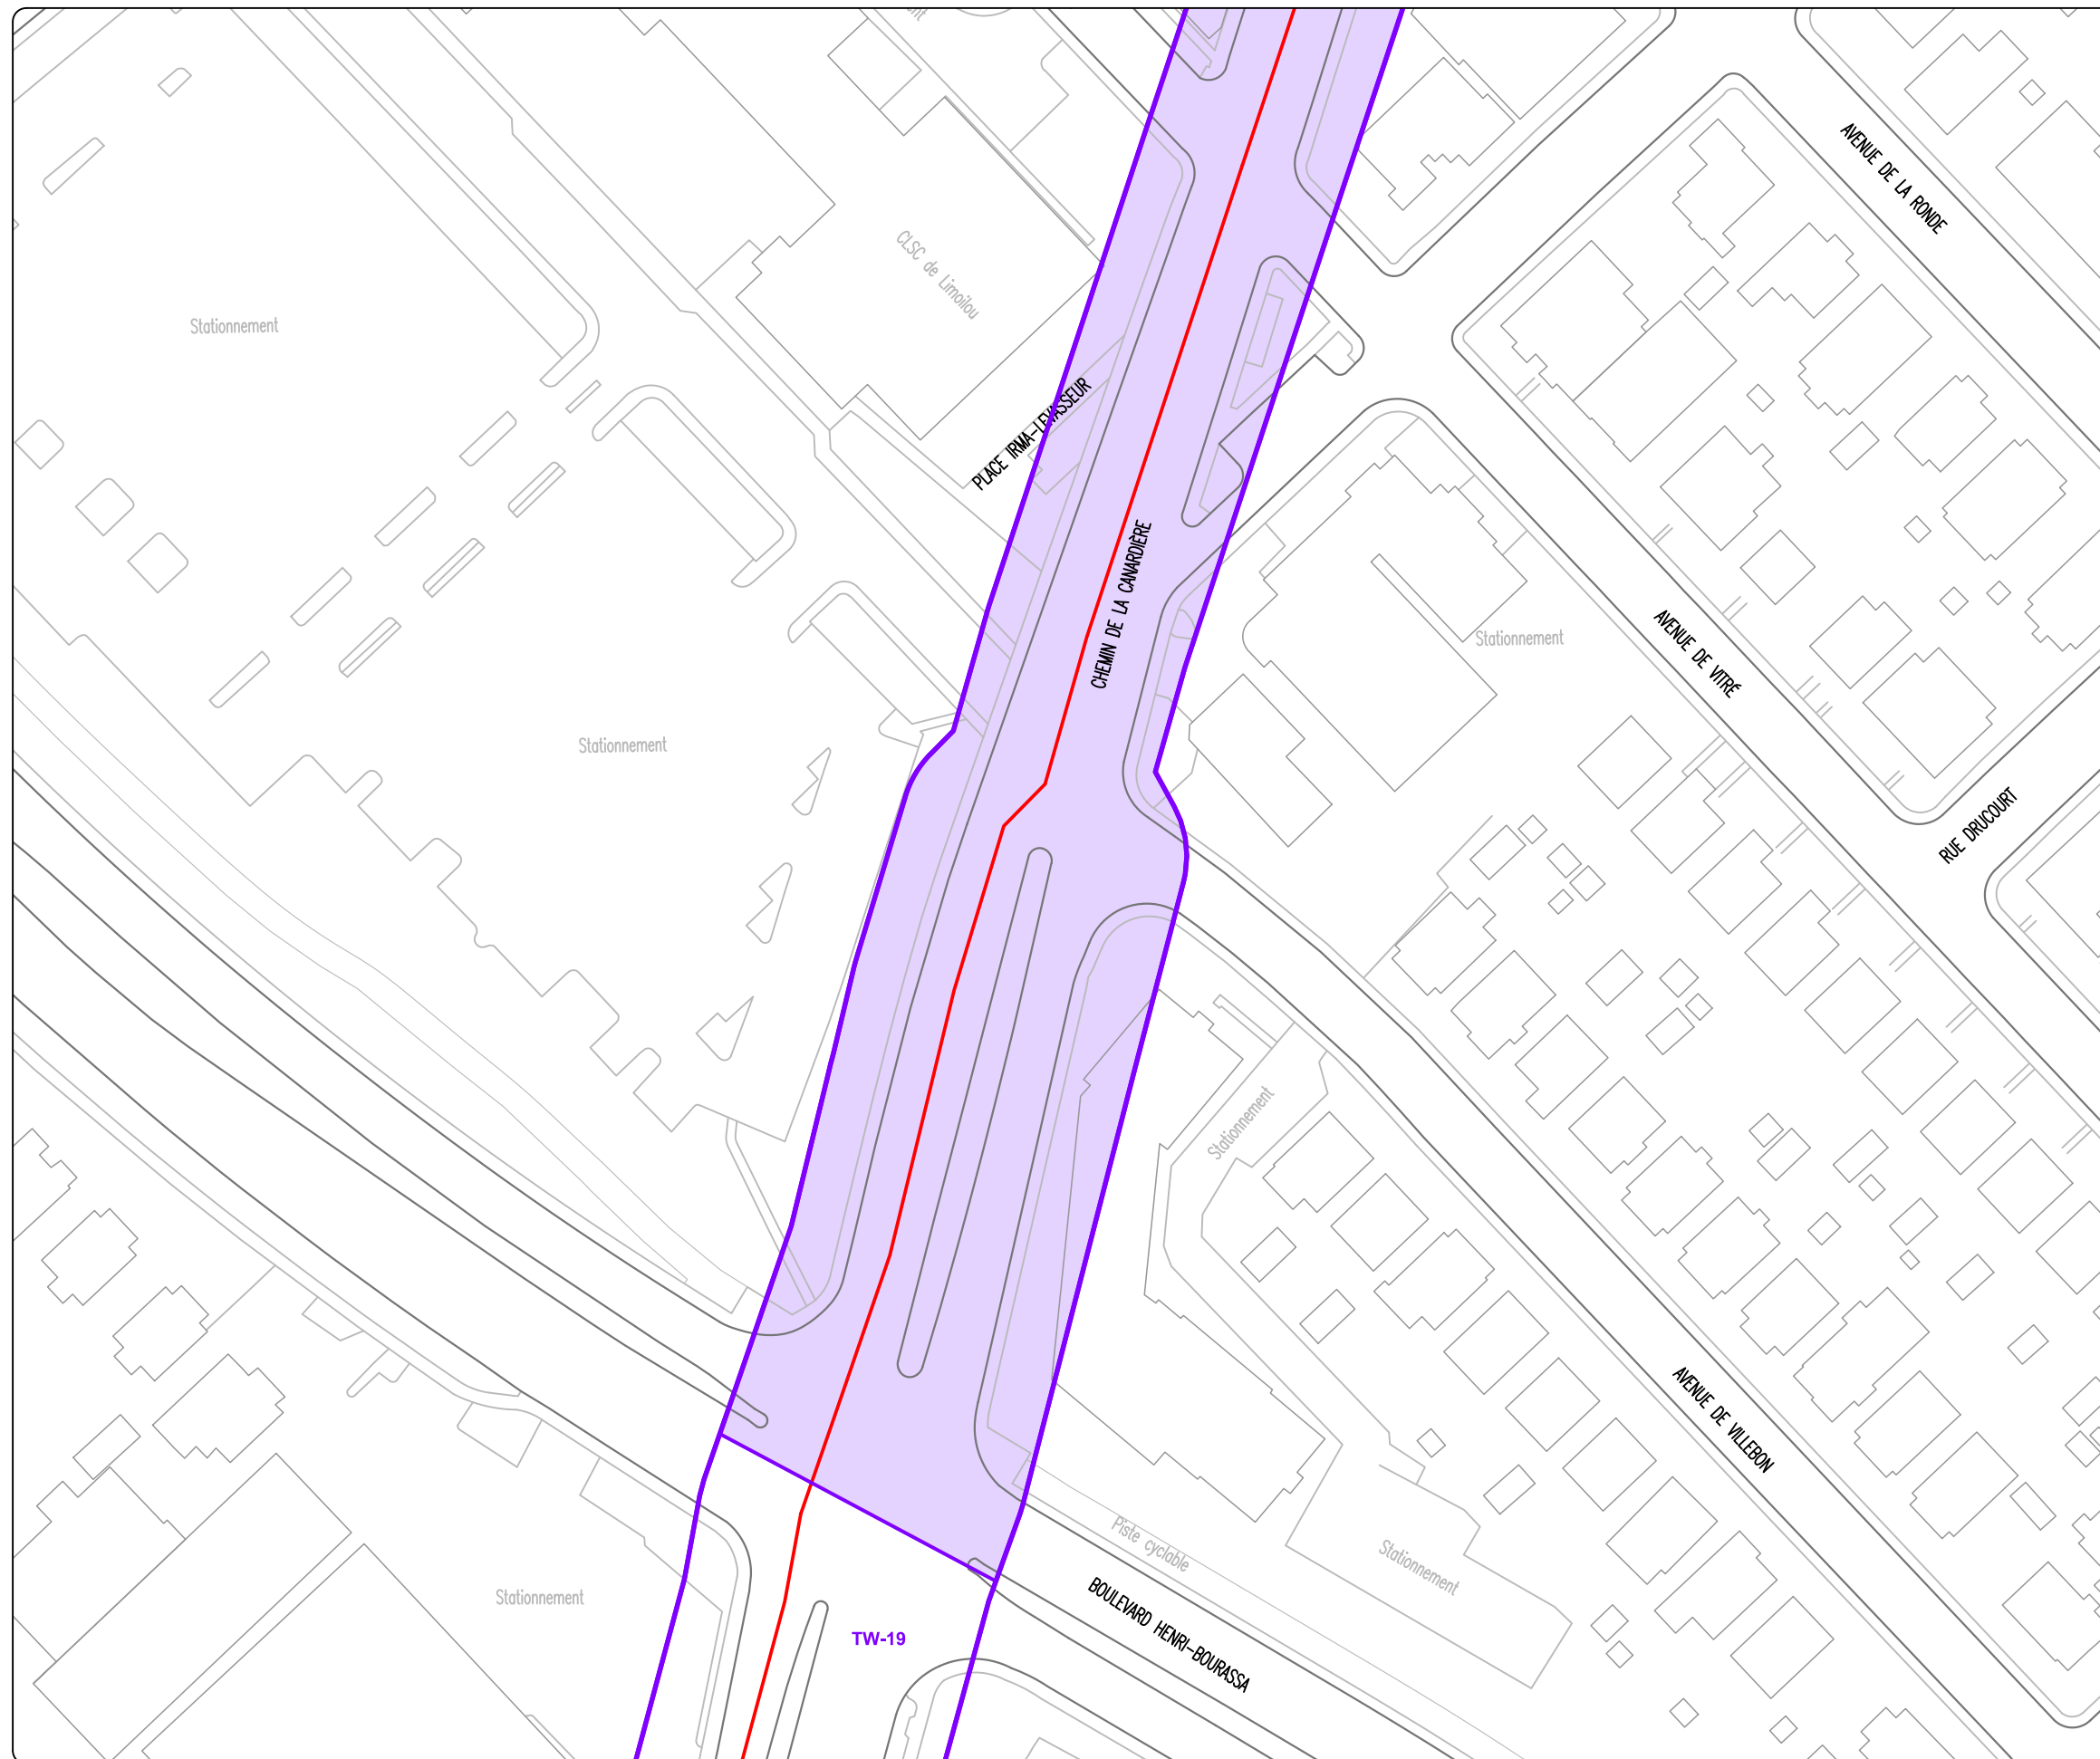 AVENUE DE LA RONDE
CLSC de Limoilou
Stationnement
PLACE IRMA-LEVASSEUR
CHEMIN DE LA CANARDIÈRE
Stationnement
AVENUE DE VITRÉ
Stationnement
RUE DRUCOURT
Stationnement
AVENUE DE VILLEBON
Piste cyclable
Stationnement
Stationnement
BOULEVARD HENRI-BOURASSA
TW-19